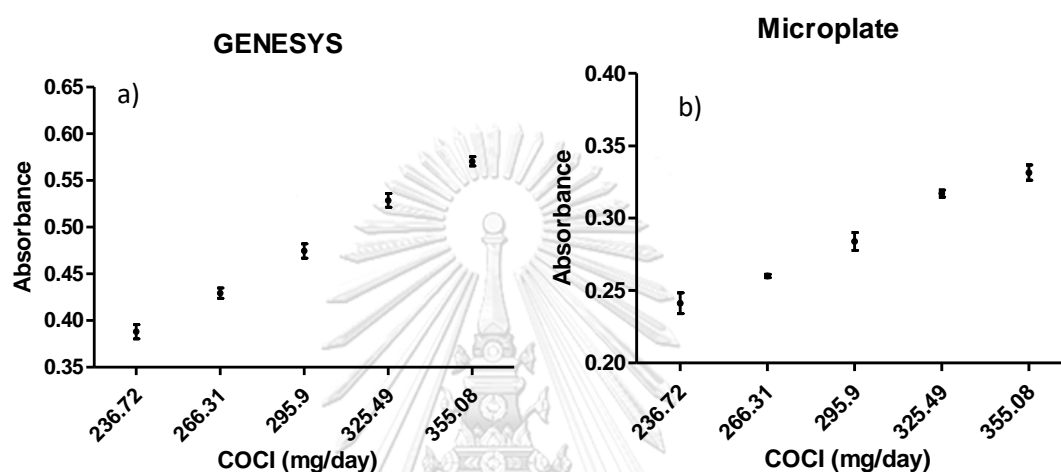 GENESYS
a)
Absorbance
0.65
0.60
0.55
0.50
0.45
0.40
0.35
236.72
266.31
295.9
325.49
355.08
COCl (mg/day)
Microplate
b)
Absorbance
0.40
0.35
0.30
0.25
0.20
236.72
266.31
295.9
325.49
355.08
COCl (mg/day)